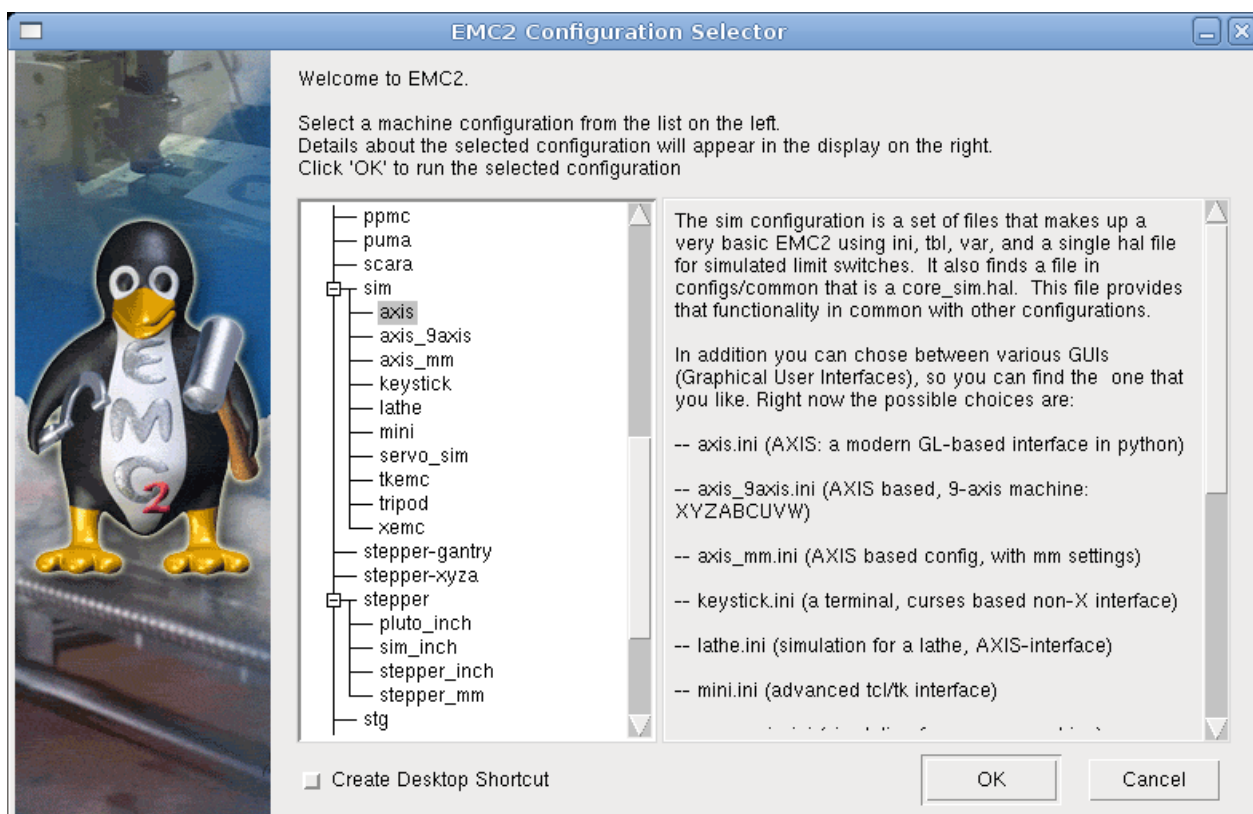 EMC2 Configuration Selector
Welcome to EMC2.
Select a machine configuration from the list on the left.
Details about the selected configuration will appear in the display on the right.
Click 'OK' to run the selected configuration
ppmc
puma
scara
sim
axis
axis_9axis
axis_mm
keystick
lathe
mini
servo_sim
tkemc
tripod
xemc
stepper-gantry
stepper-xyza
stepper
pluto_inch
sim_inch
stepper_inch
stepper_mm
stg
The sim configuration is a set of files that makes up a
very basic EMC2 using ini, tbl, var, and a single hal file
for simulated limit switches. It also finds a file in
configs/common that is a core_sim.hal. This file provides
that functionality in common with other configurations.
In addition you can chose between various GUIs
(Graphical User Interfaces), so you can find the one that
you like. Right now the possible choices are:
-- axis.ini (AXIS: a modern GL-based interface in python)
-- axis_9axis.ini (AXIS based, 9-axis machine:
XYZABCUVW)
-- axis_mm.ini (AXIS based config, with mm settings)
-- keystick.ini (a terminal, curses based non-X interface)
-- lathe.ini (simulation for a lathe, AXIS-interface)
-- mini.ini (advanced tcl/tk interface)
EMC2
Create Desktop Shortcut
OK
Cancel